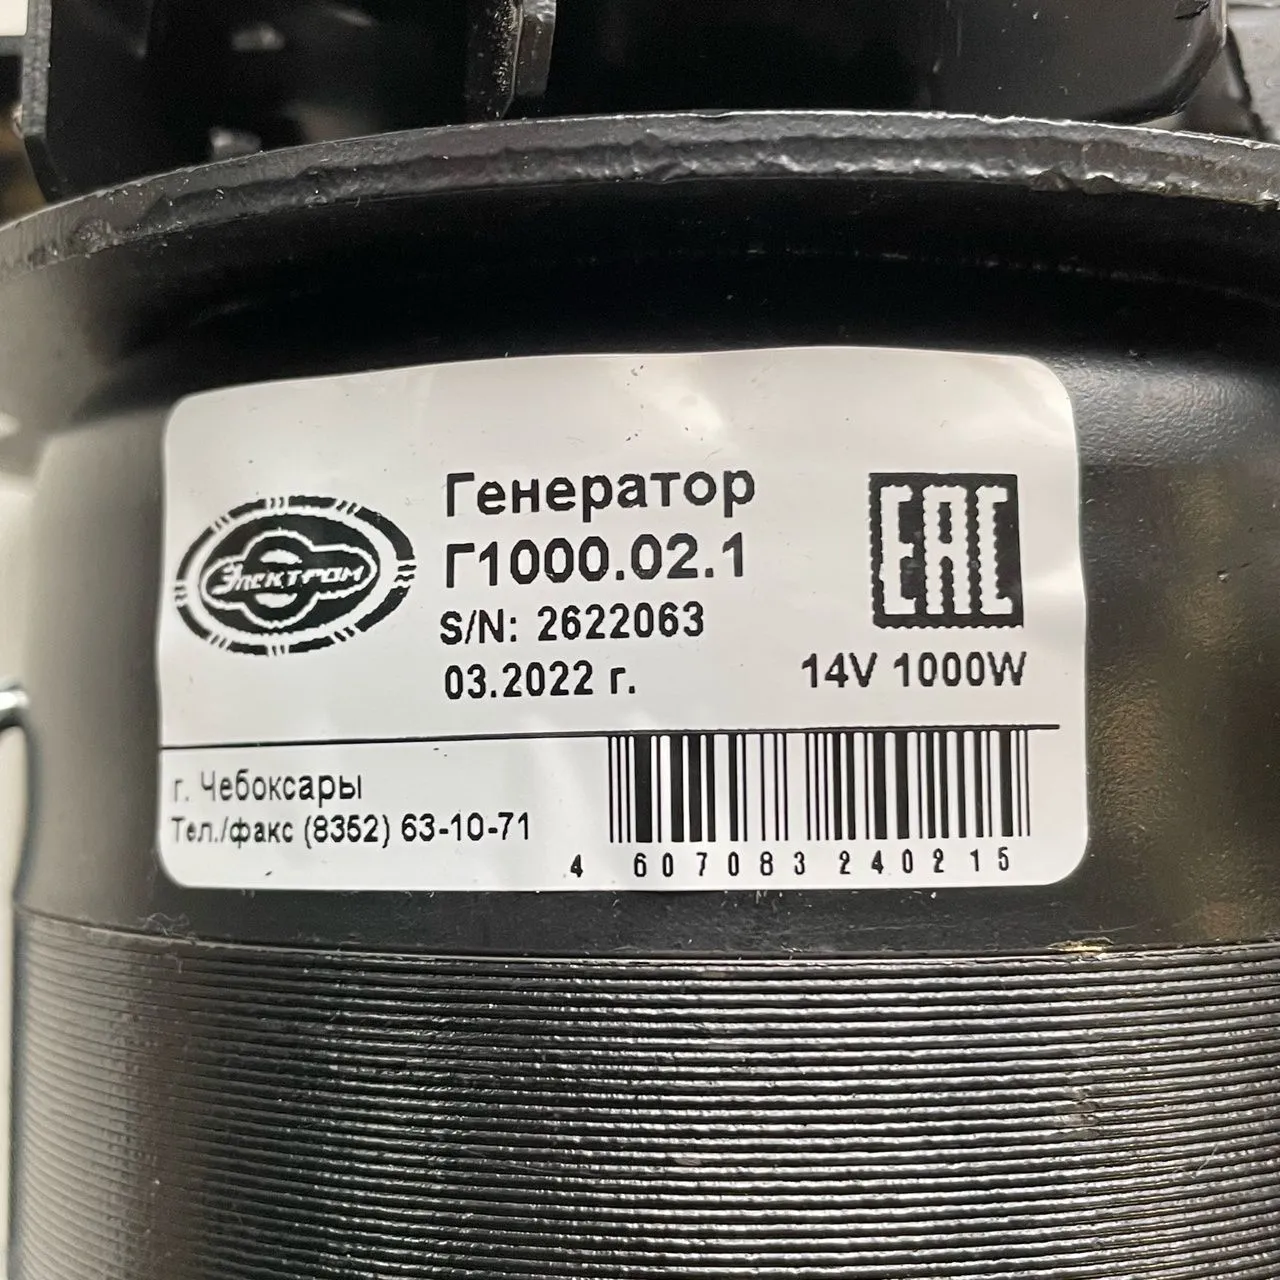 Электром
Генератор
Г1000.02.1
S/N: 2622063
03.2022 г.
EAC
14V 1000W
г. Чебоксары
Тел./факс (8352) 63-10-71
4 607083 240215